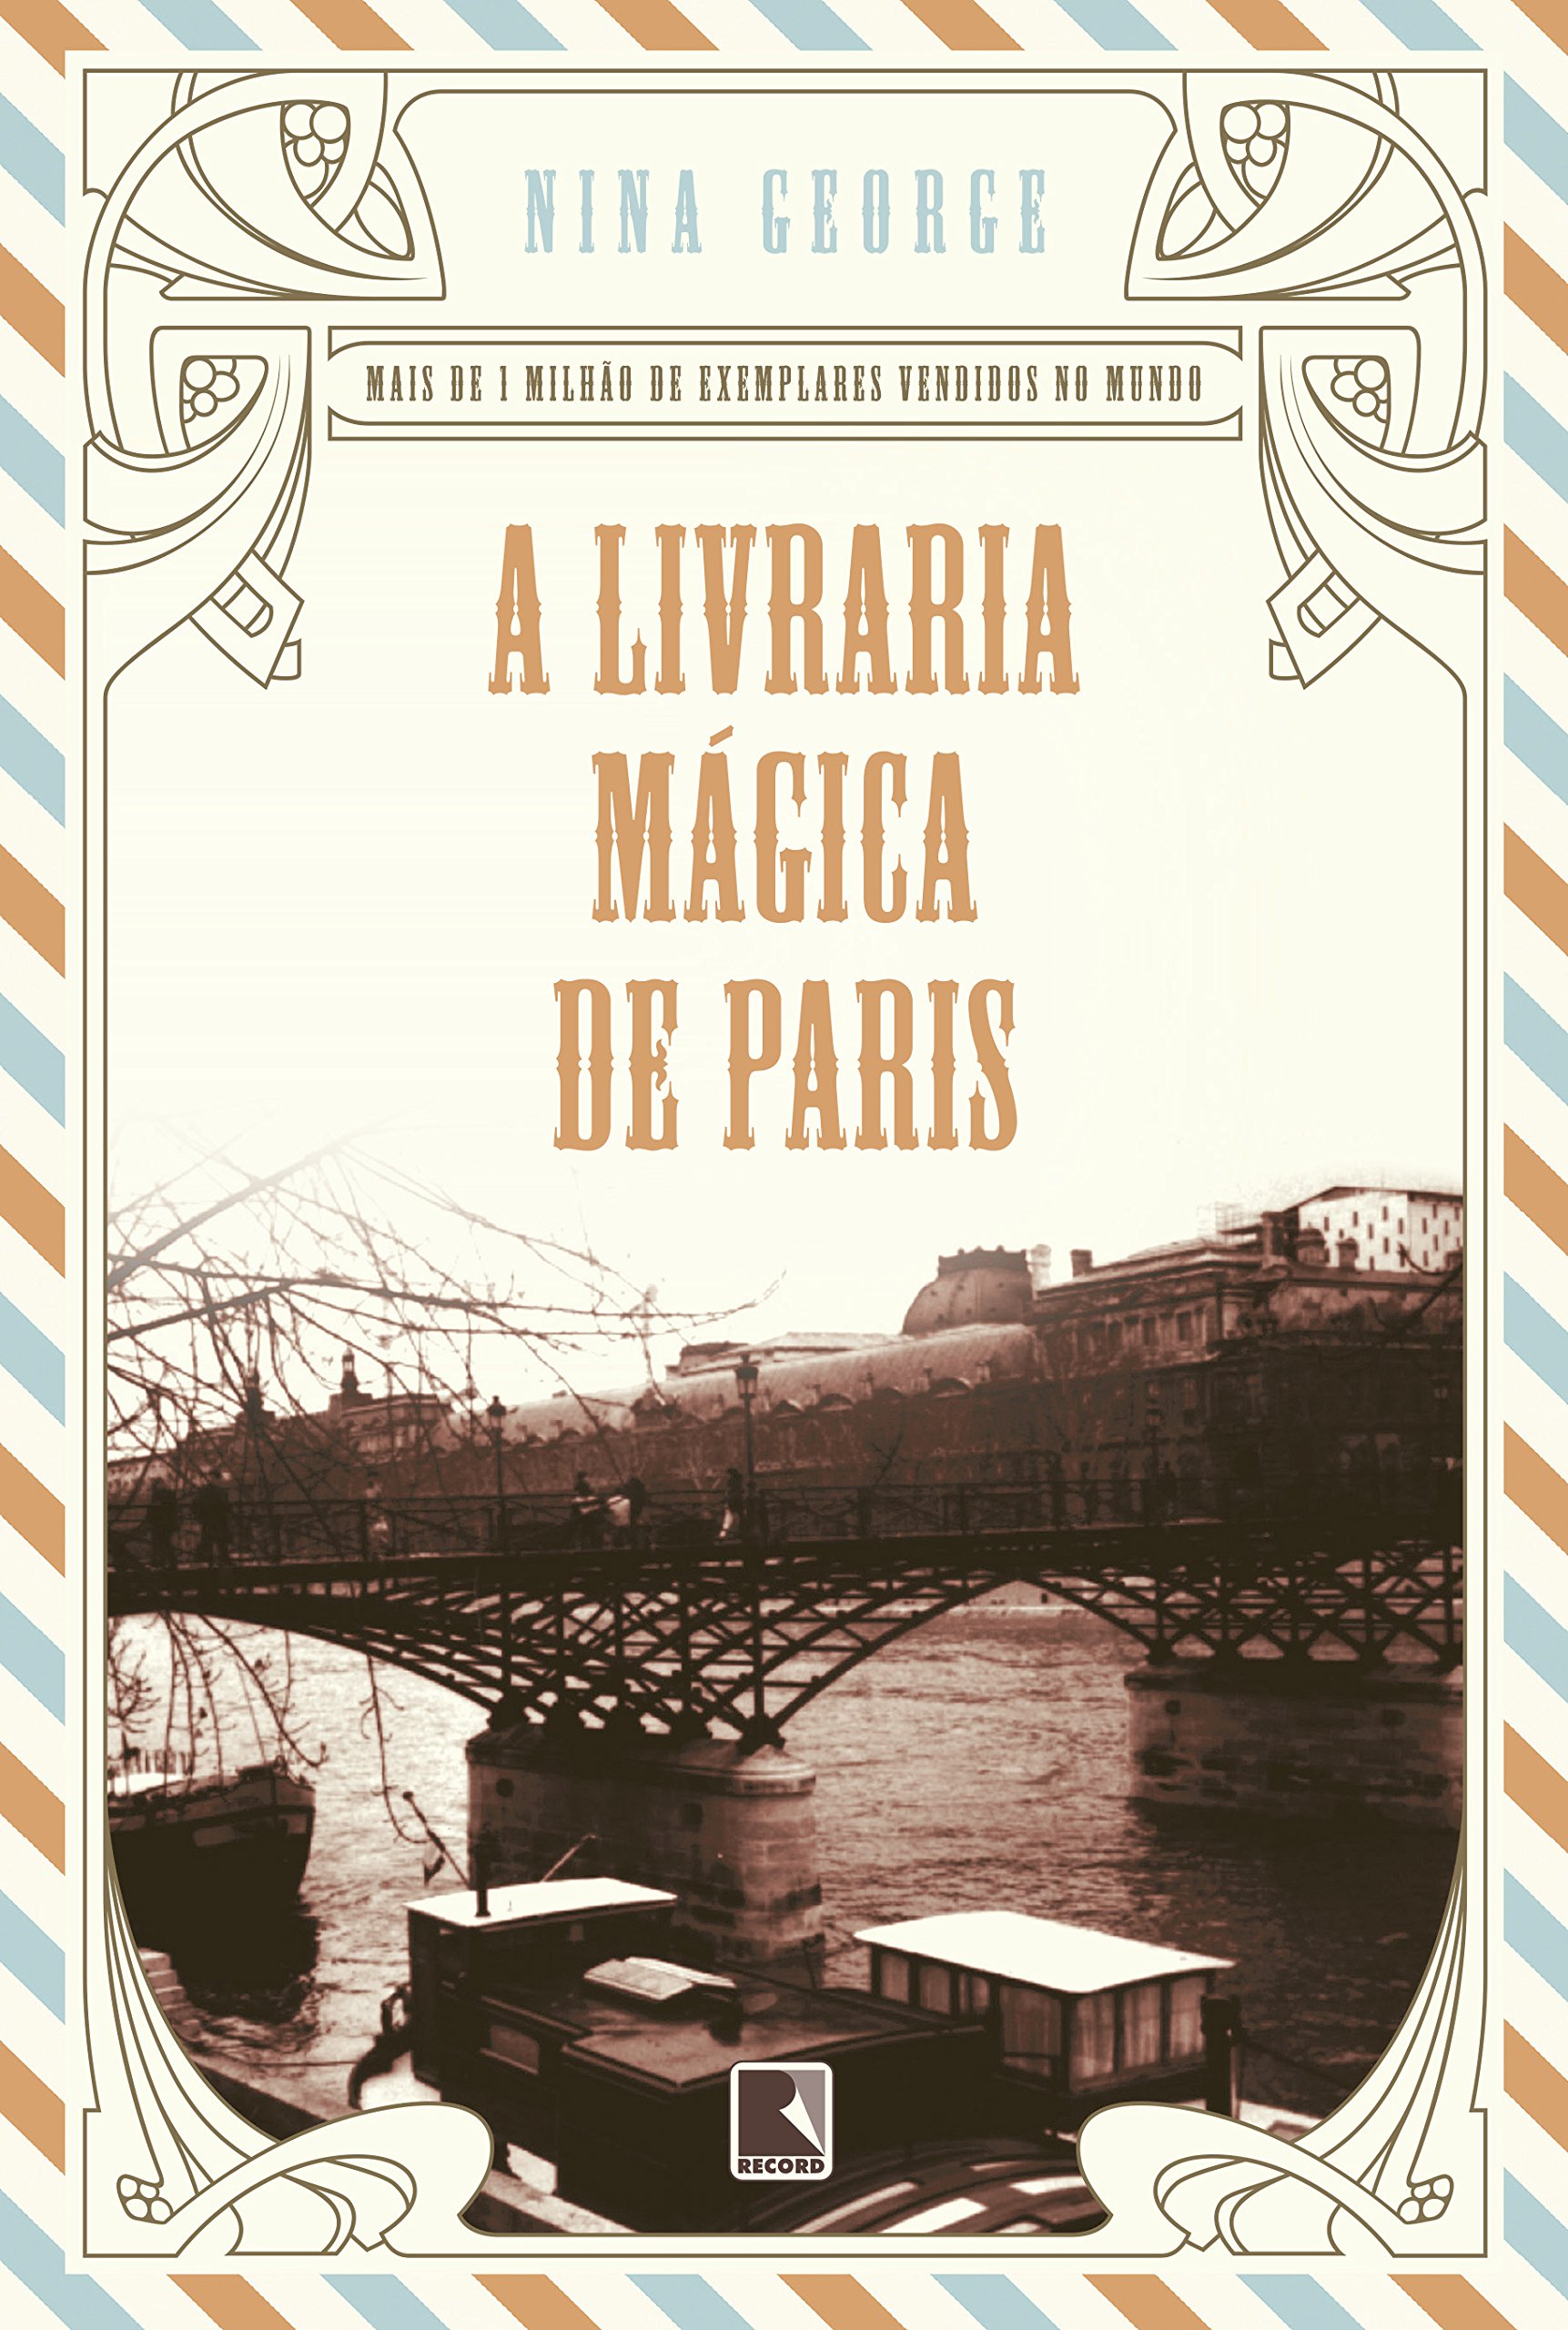 NINA GEORGE
MAIS DE 1 MILHÃO DE EXEMPLARES VENDIDOS NO MUNDO
A LIVRARIA
MÁGICA
DE PARIS
RECORD